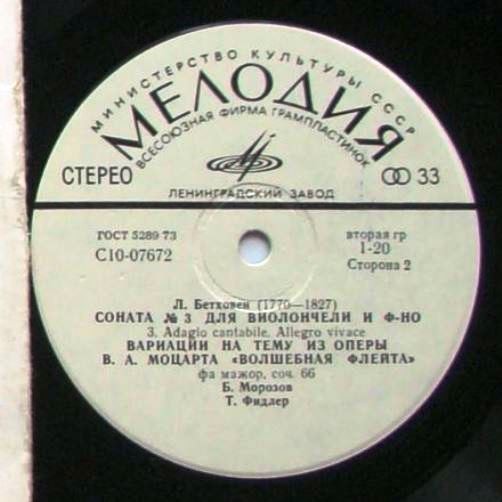 МИНИСТЕРСТВО КУЛЬТУРЫ СССР
МЕЛОДИЯ
ВСЕСОЮЗНАЯ ФИРМА ГРАМПЛАСТИНОК
СТЕРЕО 33
ЛЕНИНГРАДСКИЙ ЗАВОД
ГОСТ 5289-73 вторая гр
С10-07672 1-20
Сторона 2
Л. Бетховен (1770—1827)
СОНАТА № 3 ДЛЯ ВИОЛОНЧЕЛИ И Ф-НО
3. Adagio cantabile, Allegro vivace
ВАРИАЦИИ НА ТЕМУ ИЗ ОПЕРЫ
В. А. МОЦАРТА «ВОЛШЕБНАЯ ФЛЕЙТА»
фа мажор, соч. 66
Б. Морозов
Т. Фидлер